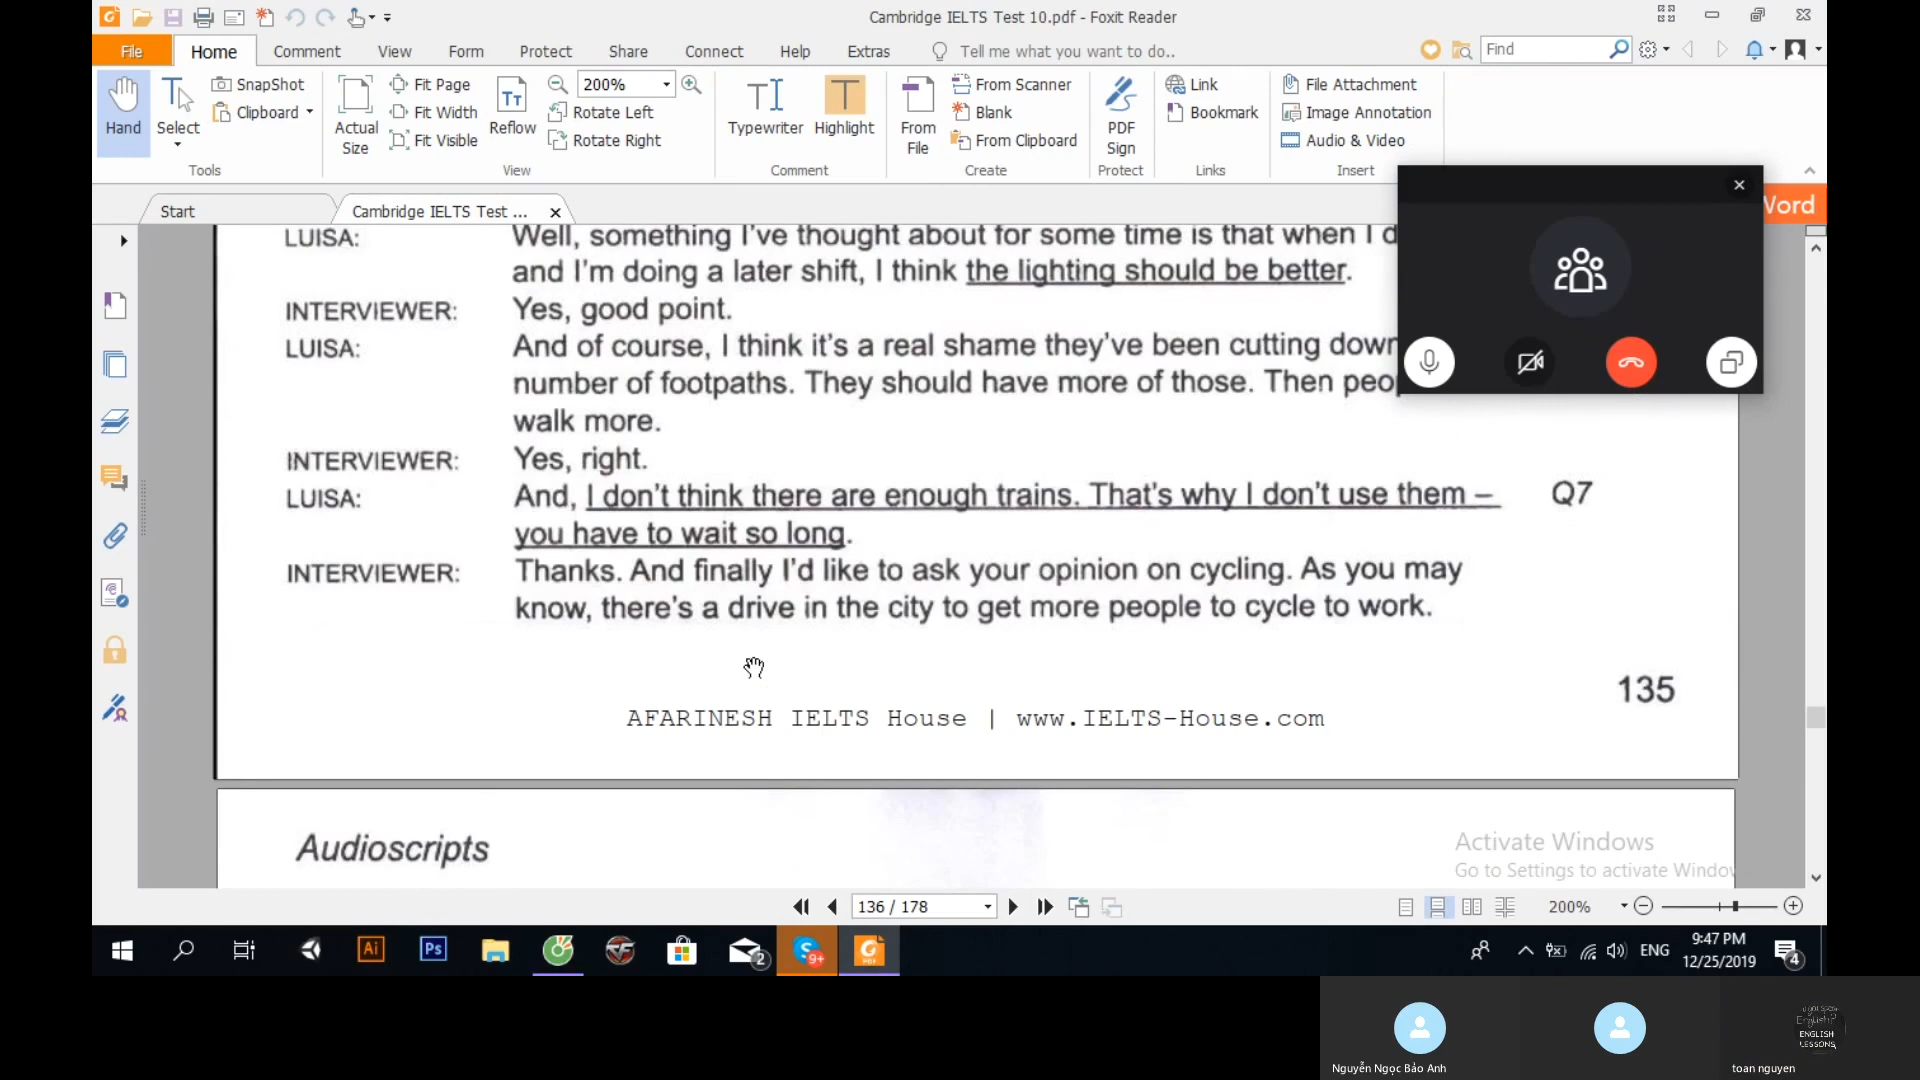 Cambridge IELTS Test 10.pdf - Foxit Reader
File Home Comment View Form Protect Share Connect Help Extras Tell me what you want to do.. Find
Hand
Select
SnapShot
Clipboard
Tools
Actual Size
Fit Page
Fit Width
Fit Visible
Reflow
200%
Rotate Left
Rotate Right
View
Typewriter
Highlight
Comment
From File
From Scanner
Blank
From Clipboard
Create
PDF Sign
Protect
Link
Bookmark
Links
File Attachment
Image Annotation
Audio & Video
Insert
Start
Cambridge IELTS Test ...
Word
LUISA: Well, something I've thought about for some time is that when I d
and I'm doing a later shift, I think the lighting should be better.
INTERVIEWER: Yes, good point.
LUISA: And of course, I think it's a real shame they've been cutting down
number of footpaths. They should have more of those. Then peo
walk more.
INTERVIEWER: Yes, right.
LUISA: And, I don't think there are enough trains. That's why I don't use them – Q7
you have to wait so long.
INTERVIEWER: Thanks. And finally I'd like to ask your opinion on cycling. As you may
know, there's a drive in the city to get more people to cycle to work.
135
AFARINESH IELTS House | www.IELTS-House.com
Audioscripts
Activate Windows
Go to Settings to activate Window
136 / 178
200%
Ai
Ps
2
9+
ENG
9:47 PM
12/25/2019
4
ENGLISH
LESSONS
Nguyễn Ngọc Bảo Anh
toan nguyen